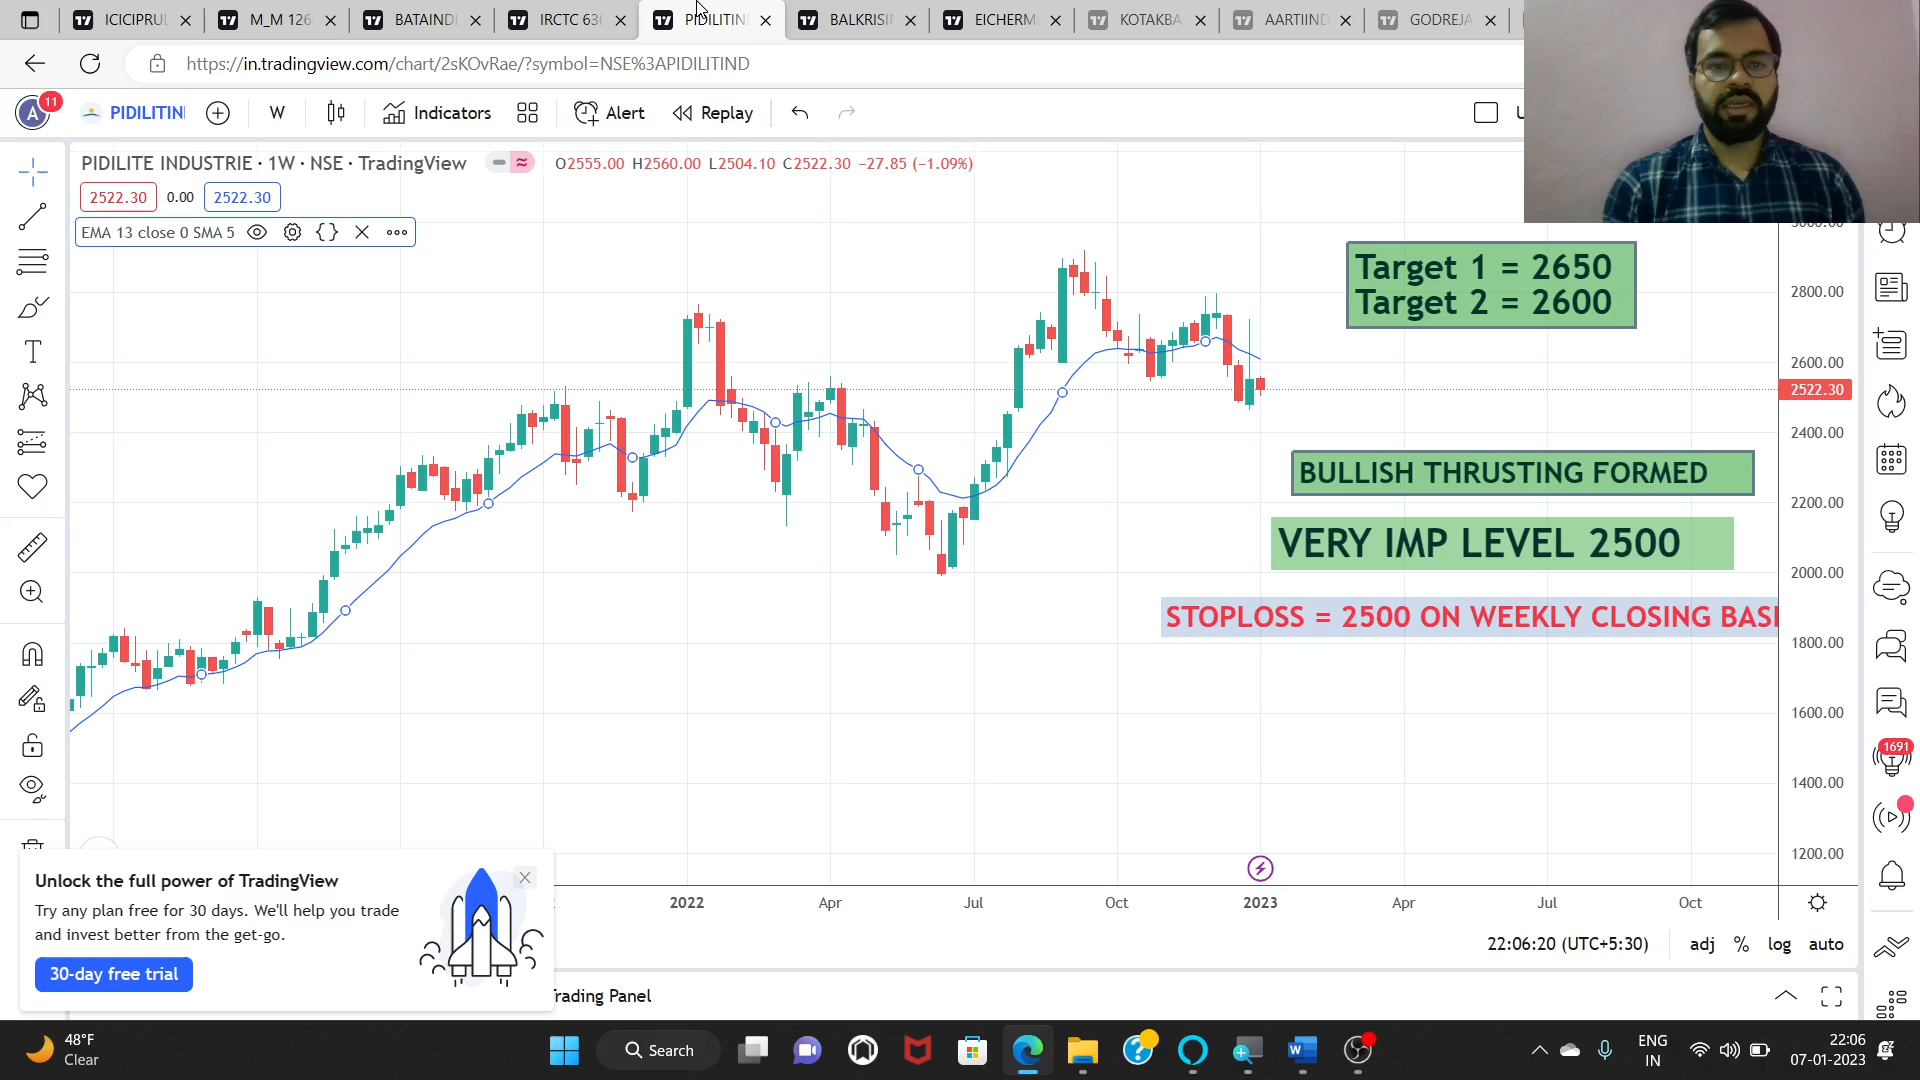 ICICIPRUL
M_M 126
BATAINDI
IRCTC 636
PIDILITIN
BALKRISI
EICHERM
KOTAKBA
AARTIIND
GODREJA
https://in.tradingview.com/chart/2sKOvRae/?symbol=NSE%3APIDILITIND
A
11
PIDILITIN
W
Indicators
Alert
Replay
U
PIDILITE INDUSTRIE · 1W · NSE · TradingView
O2555.00 H2560.00 L2504.10 C2522.30 −27.85 (−1.09%)
2522.30
0.00
2522.30
EMA 13 close 0 SMA 5
Target 1 = 2650
Target 2 = 2600
BULLISH THRUSTING FORMED
VERY IMP LEVEL 2500
STOPLOSS = 2500 ON WEEKLY CLOSING BASI
3000.00
2800.00
2600.00
2522.30
2400.00
2200.00
2000.00
1800.00
1600.00
1400.00
1200.00
1691
2022
Apr
Jul
Oct
2023
Apr
Jul
Oct
Unlock the full power of TradingView
Try any plan free for 30 days. We'll help you trade
and invest better from the get-go.
30-day free trial
22:06:20 (UTC+5:30)
adj
%
log
auto
Trading Panel
48°F
Clear
Search
ENG
IN
22:06
07-01-2023